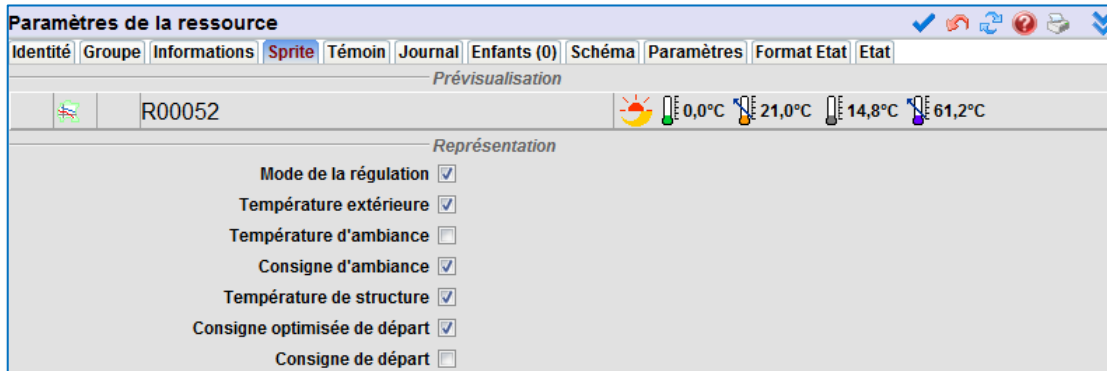 Paramètres de la ressource
Identité Groupe Informations Sprite Témoin Journal Enfants (0) Schéma Paramètres Format Etat Etat
Prévisualisation
R00052 0,0°C 21,0°C 14,8°C 61,2°C
Représentation
Mode de la régulation
Température extérieure
Température d'ambiance
Consigne d'ambiance
Température de structure
Consigne optimisée de départ
Consigne de départ